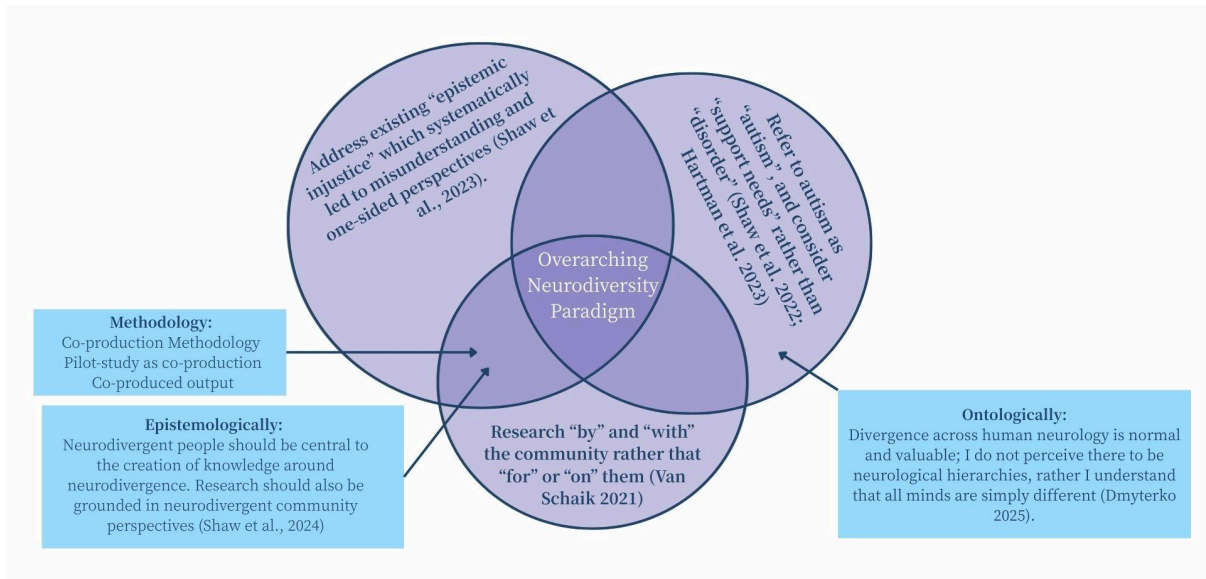 Address existing “epistemic
injustice” which systematically
led to misunderstanding and
one-sided perspectives (Shaw et
al., 2023).
Refer to autism as
“autism”, and consider
“support needs” rather than
“disorder” (Shaw et al. 2022;
Hartman et al. 2023)
Overarching
Neurodiversity
Paradigm
Methodology:
Co-production Methodology
Pilot-study as co-production
Co-produced output
Epistemologically:
Neurodivergent people should be central to
the creation of knowledge around
neurodivergence. Research should also be
grounded in neurodivergent community
perspectives (Shaw et al., 2024)
Research “by” and “with”
the community rather that
“for” or “on” them (Van
Schaik 2021)
Ontologically:
Divergence across human neurology is normal
and valuable; I do not perceive there to be
neurological hierarchies, rather I understand
that all minds are simply different (Dmyterko
2025).